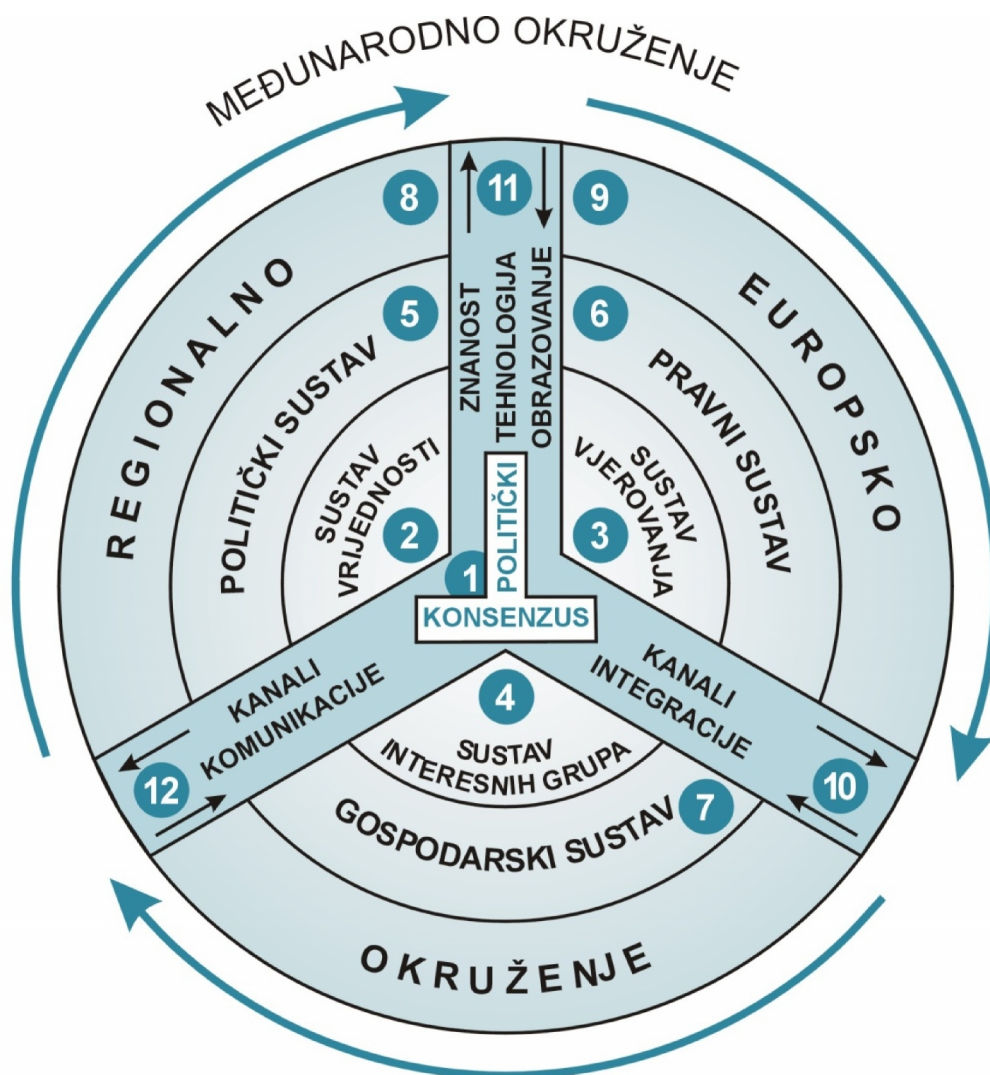 MEĐUNARODNO OKRUŽENJE
8
11
9
REGIONALNO
EUROPSKO
5
6
POLITIČKI SUSTAV
PRAVNI SUSTAV
ZNANOST
TEHNOLOGIJA
OBRAZOVANJE
SUSTAV
VRIJEDNOSTI
SUSTAV
VJEROVANJA
2
3
1
POLITIČKI
KONSENZUS
KANALI
KOMUNIKACIJE
KANALI
INTEGRACIJE
4
SUSTAV
INTERESNIH GRUPA
12
7
10
GOSPODARSKI SUSTAV
OKRUŽENJE